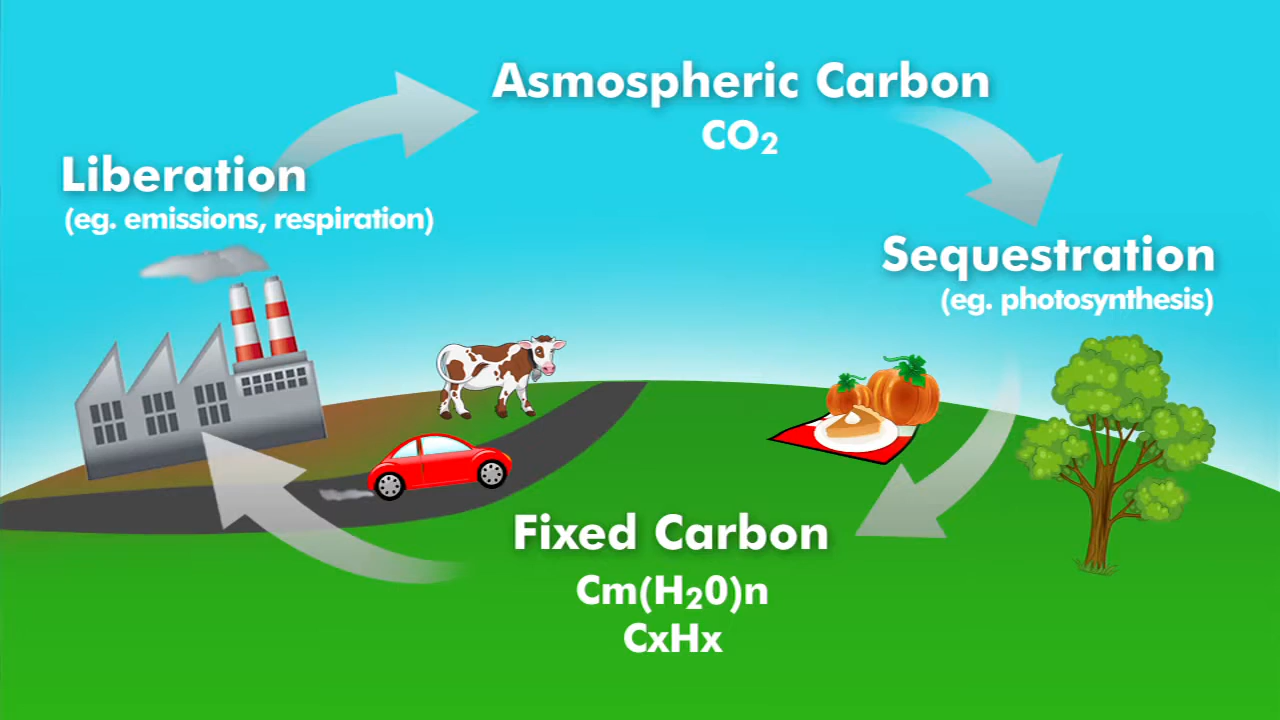 Asmospheric Carbon
CO₂
Liberation
(eg. emissions, respiration)
Sequestration
(eg. photosynthesis)
Fixed Carbon
Cm(H₂0)n
CxHx